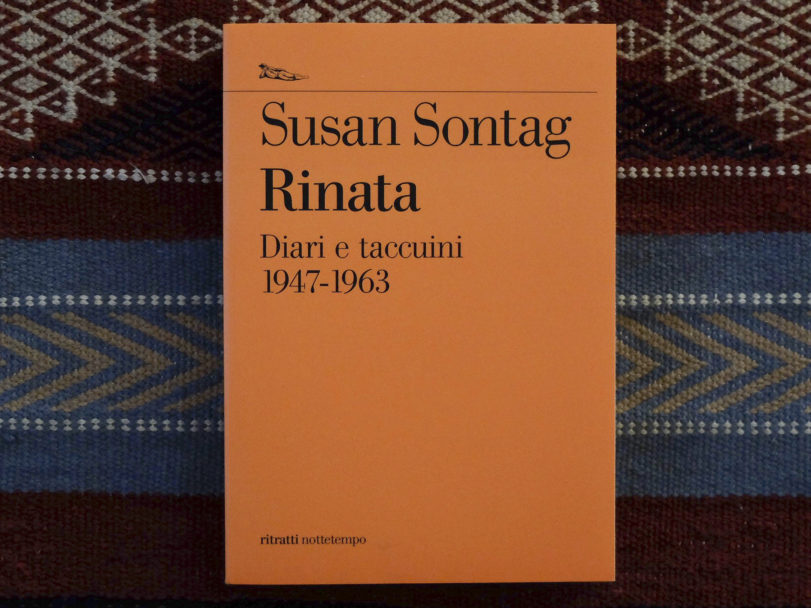 Susan Sontag
Rinata
Diari e taccuini
1947-1963
ritratti nottetempo